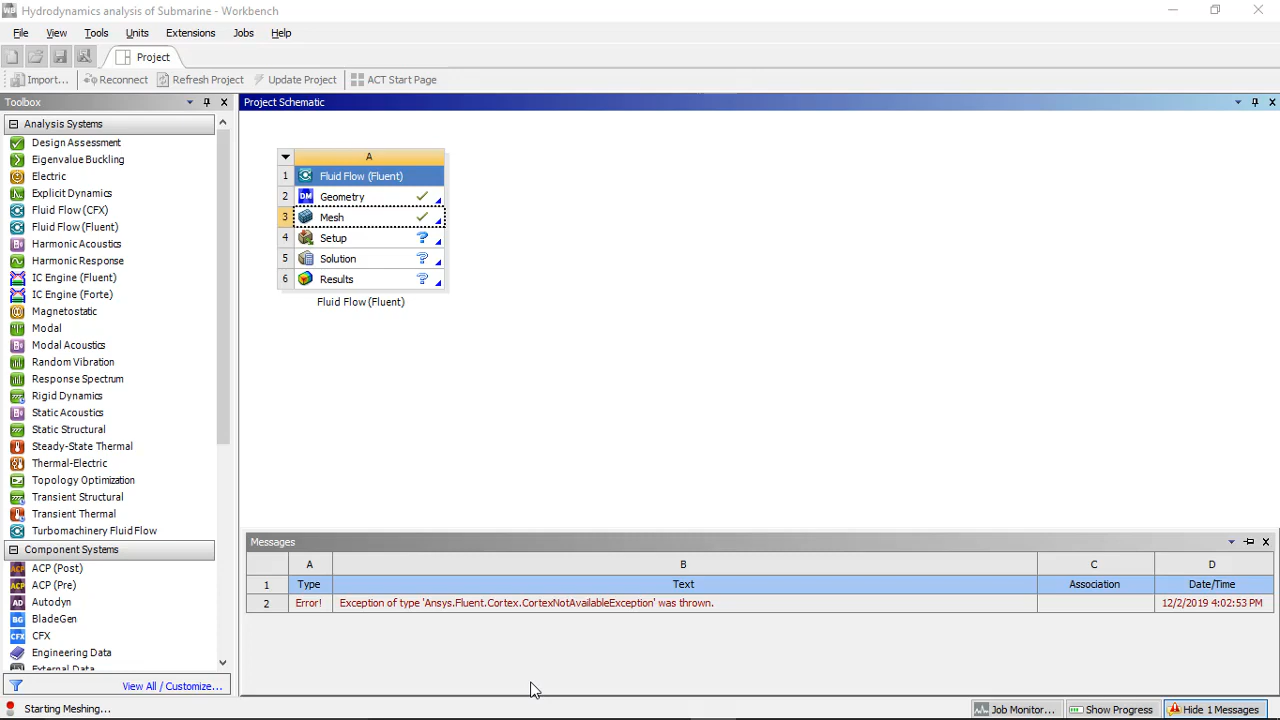 Hydrodynamics analysis of Submarine - Workbench
File View Tools Units Extensions Jobs Help
Project
Import... Reconnect Refresh Project Update Project ACT Start Page
Toolbox
Project Schematic
Analysis Systems
Design Assessment
Eigenvalue Buckling
Electric
Explicit Dynamics
Fluid Flow (CFX)
Fluid Flow (Fluent)
Harmonic Acoustics
Harmonic Response
IC Engine (Fluent)
IC Engine (Forte)
Magnetostatic
Modal
Modal Acoustics
Random Vibration
Response Spectrum
Rigid Dynamics
Static Acoustics
Static Structural
Steady-State Thermal
Thermal-Electric
Topology Optimization
Transient Structural
Transient Thermal
Turbomachinery Fluid Flow
Component Systems
ACP (Post)
ACP (Pre)
Autodyn
BladeGen
CFX
Engineering Data
External Data
View All / Customize...
A
1 Fluid Flow (Fluent)
2 DM Geometry
3 Mesh
4 Setup ?
5 Solution ?
6 Results ?
Fluid Flow (Fluent)
Messages
A B C D
1 Type Text Association Date/Time
2 Error! Exception of type 'Ansys.Fluent.Cortex.CortexNotAvailableException' was thrown. 12/2/2019 4:02:53 PM
Starting Meshing... Job Monitor... Show Progress Hide 1 Messages